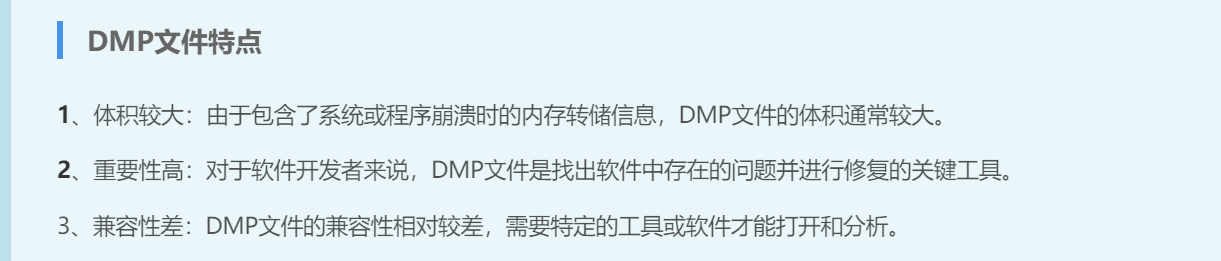 DMP文件特点
1、体积较大：由于包含了系统或程序崩溃时的内存转储信息，DMP文件的体积通常较大。
2、重要性高：对于软件开发者来说，DMP文件是找出软件中存在的问题并进行修复的关键工具。
3、兼容性差：DMP文件的兼容性相对较差，需要特定的工具或软件才能打开和分析。